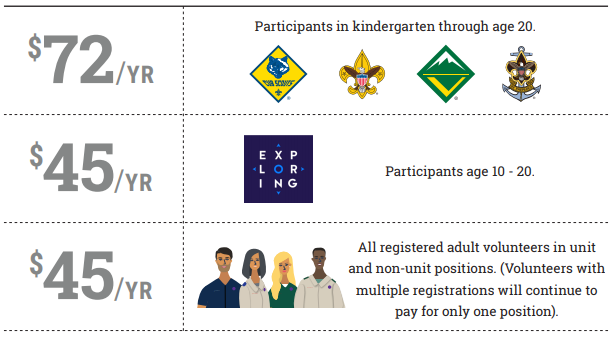 $72/YR
Participants in kindergarten through age 20.
$45/YR
EXP
LOR
ING
Participants age 10 - 20.
$45/YR
All registered adult volunteers in unit
and non-unit positions. (Volunteers with
multiple registrations will continue to
pay for only one position).